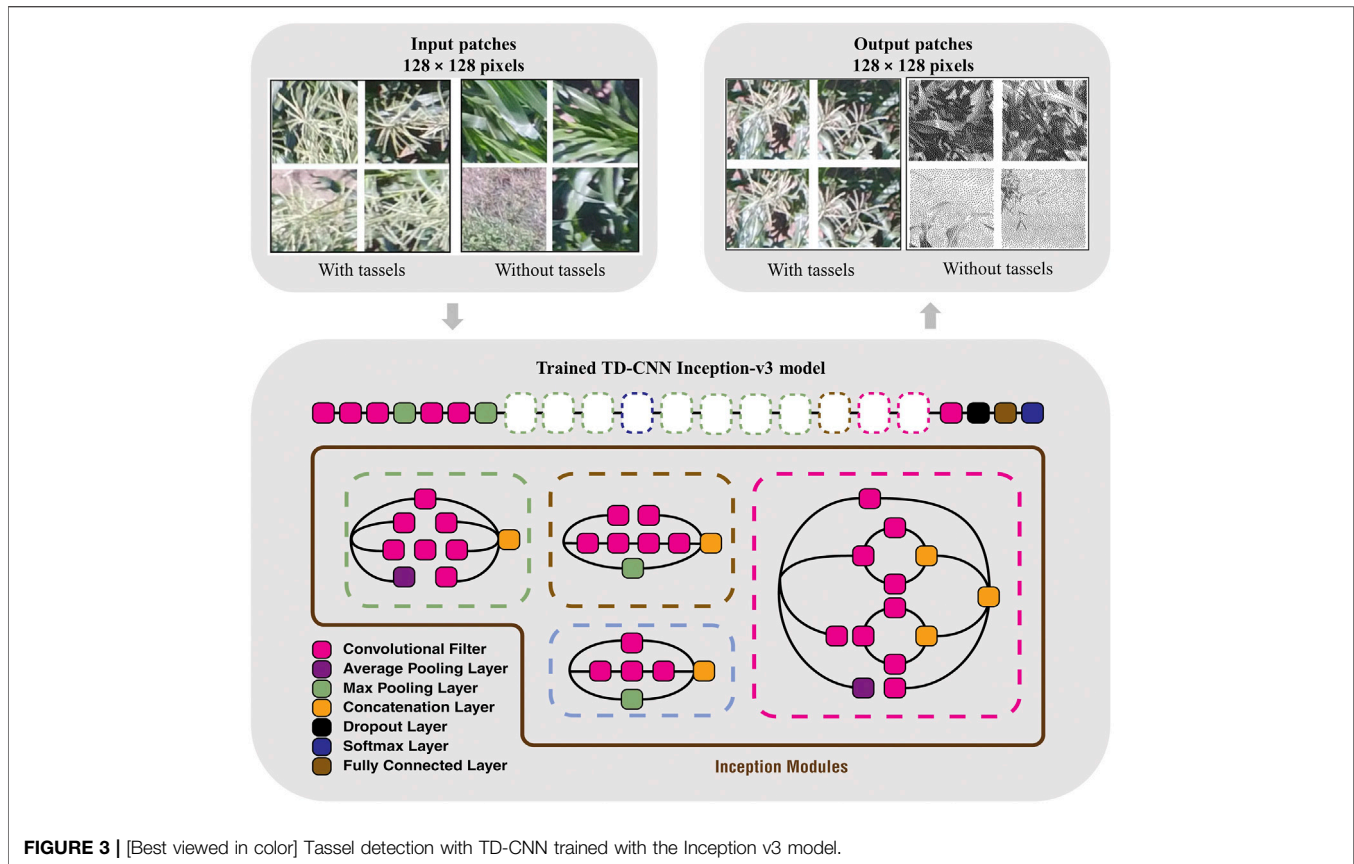 Input patches
128 × 128 pixels
With tassels
Without tassels
Output patches
128 × 128 pixels
With tassels
Without tassels
Trained TD-CNN Inception-v3 model
Convolutional Filter
Average Pooling Layer
Max Pooling Layer
Concatenation Layer
Dropout Layer
Softmax Layer
Fully Connected Layer
Inception Modules
FIGURE 3 | [Best viewed in color] Tassel detection with TD-CNN trained with the Inception v3 model.